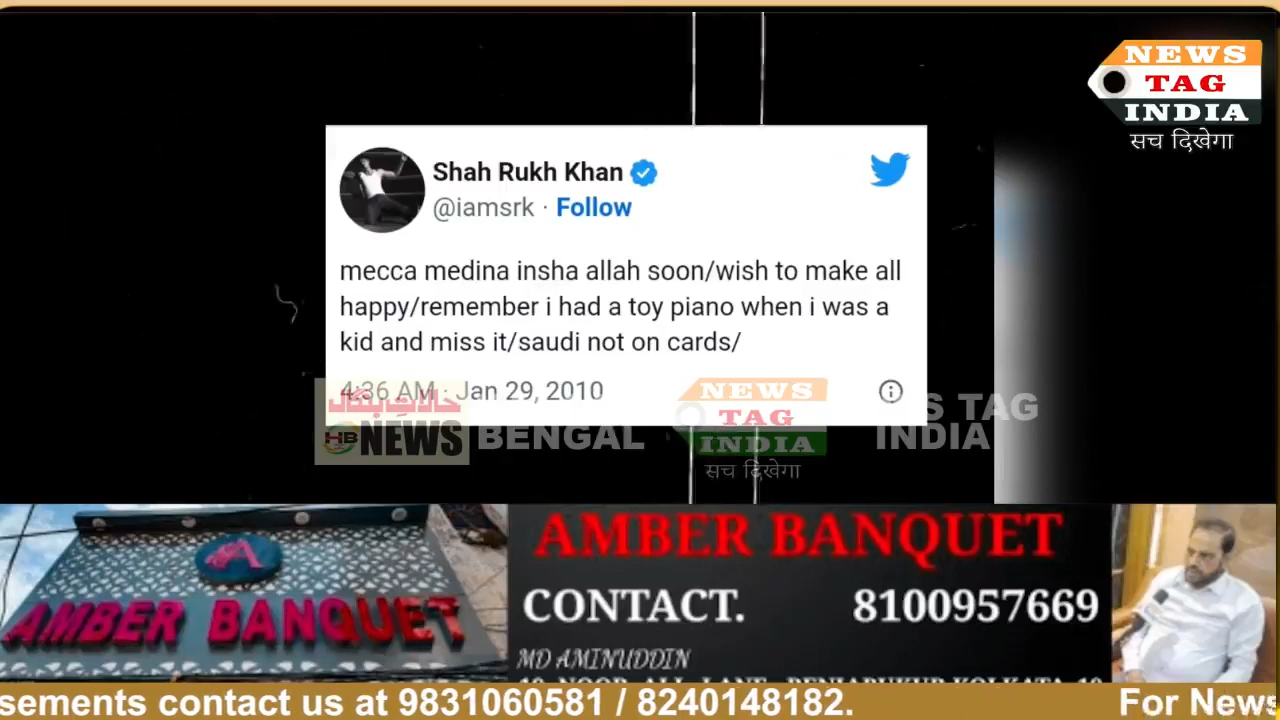 NEWS
TAG
INDIA
सच दिखेगा
Shah Rukh Khan
@iamsrk · Follow
mecca medina insha allah soon/wish to make all
happy/remember i had a toy piano when i was a
kid and miss it/saudi not on cards/
4:36 AM · Jan 29, 2010
حالات بنگال
HB NEWS
BENGAL
NEWS
TAG
INDIA
सच दिखेगा
S TAG
INDIA
A
AMBER BANQUET
AMBER BANQUET
CONTACT. 8100957669
MD AMINUDDIN
sements contact us at 9831060581 / 8240148182. For News